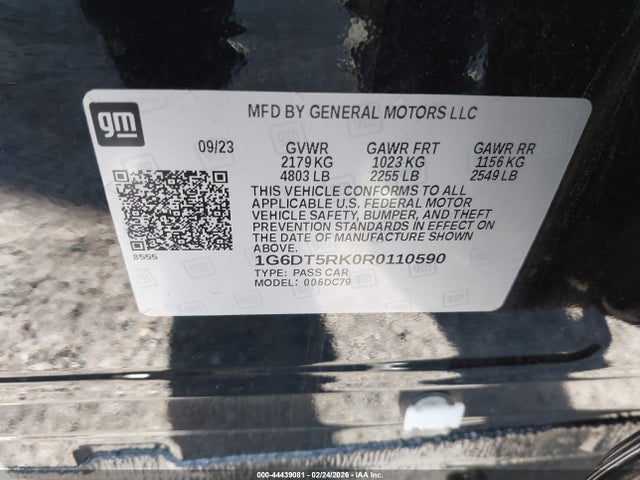 gm
MFD BY GENERAL MOTORS LLC
09/23 GVWR GAWR FRT GAWR RR
2179 KG 1023 KG 1156 KG
4803 LB 2255 LB 2549 LB
THIS VEHICLE CONFORMS TO ALL
APPLICABLE U.S. FEDERAL MOTOR
VEHICLE SAFETY, BUMPER, AND THEFT
PREVENTION STANDARDS IN EFFECT ON
THE DATE OF MANUFACTURE SHOWN
ABOVE.
8555
1G6DT5RK0R0110590
TYPE: PASS CAR
MODEL: 006DC79
000-44439081 - 02/24/2026 - IAA Holdings, LLC.